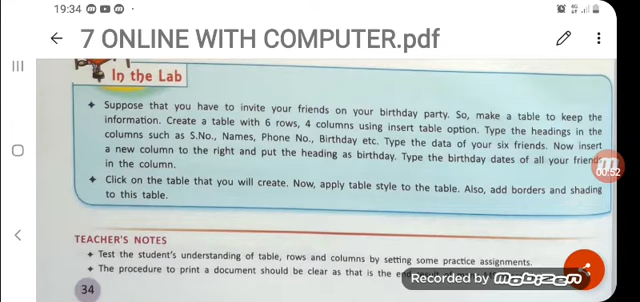 19:34
7 ONLINE WITH COMPUTER.pdf
In the Lab
Suppose that you have to invite your friends on your birthday party. So, make a table to keep the
information. Create a table with 6 rows, 4 columns using insert table option. Type the headings in the
columns such as S.No., Names, Phone No., Birthday etc. Type the data of your six friends. Now insert
a new column to the right and put the heading as birthday. Type the birthday dates of all your friends
in the column.
Click on the table that you will create. Now, apply table style to the table. Also, add borders and shading
to this table.
00:52
TEACHER'S NOTES
Test the student's understanding of table, rows and columns by setting some practice assignments.
The procedure to print a document should be clear as that is the
Recorded by mobizen
34